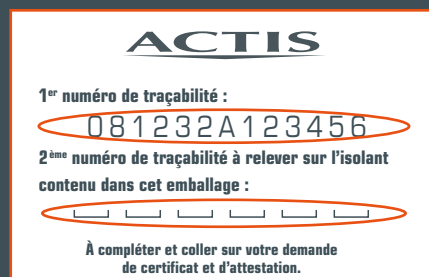 ACTIS
1er numéro de traçabilité :
081232A123456
2ème numéro de traçabilité à relever sur l'isolant
contenu dans cet emballage :
À compléter et coller sur votre demande
de certificat et d'attestation.